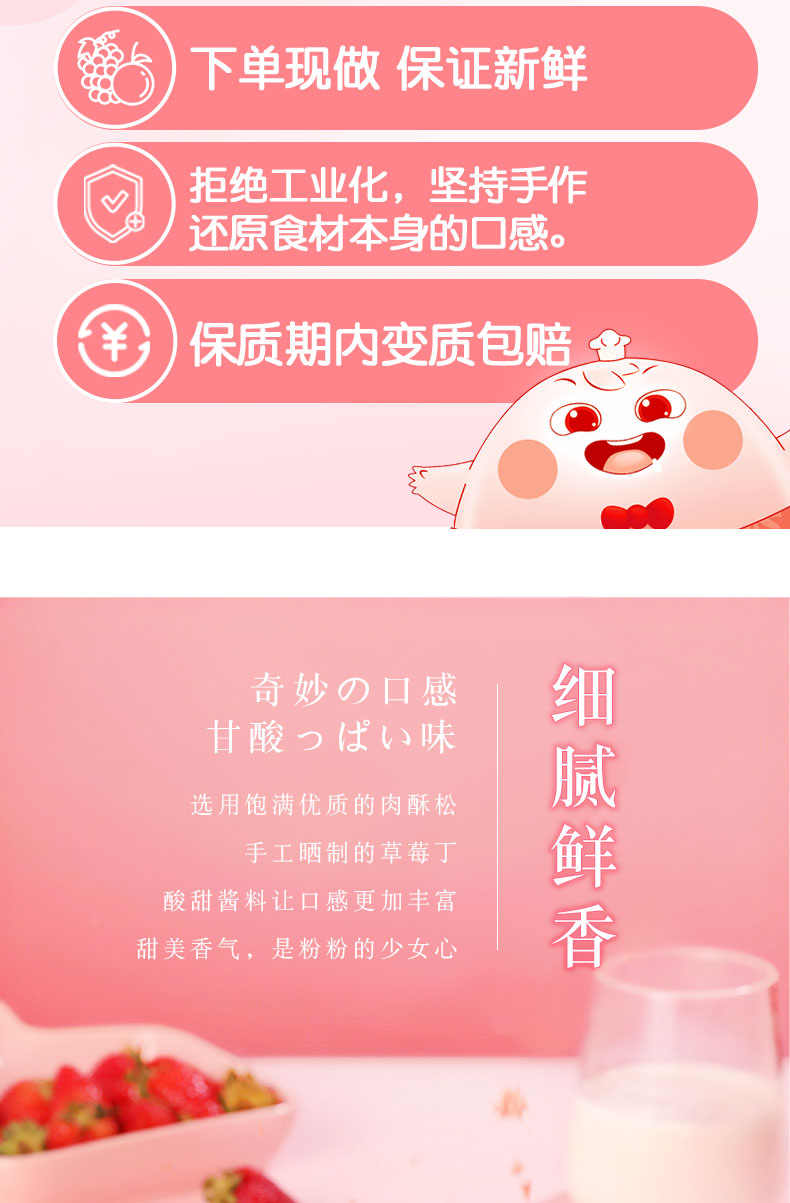 下单现做 保证新鲜
拒绝工业化，坚持手作
还原食材本身的口感。
¥
保质期内变质包赔
细腻鲜香
奇妙の口感
甘酸っぱい味
选用饱满优质的肉酥松
手工晒制的草莓丁
酸甜酱料让口感更加丰富
甜美香气，是粉粉的少女心